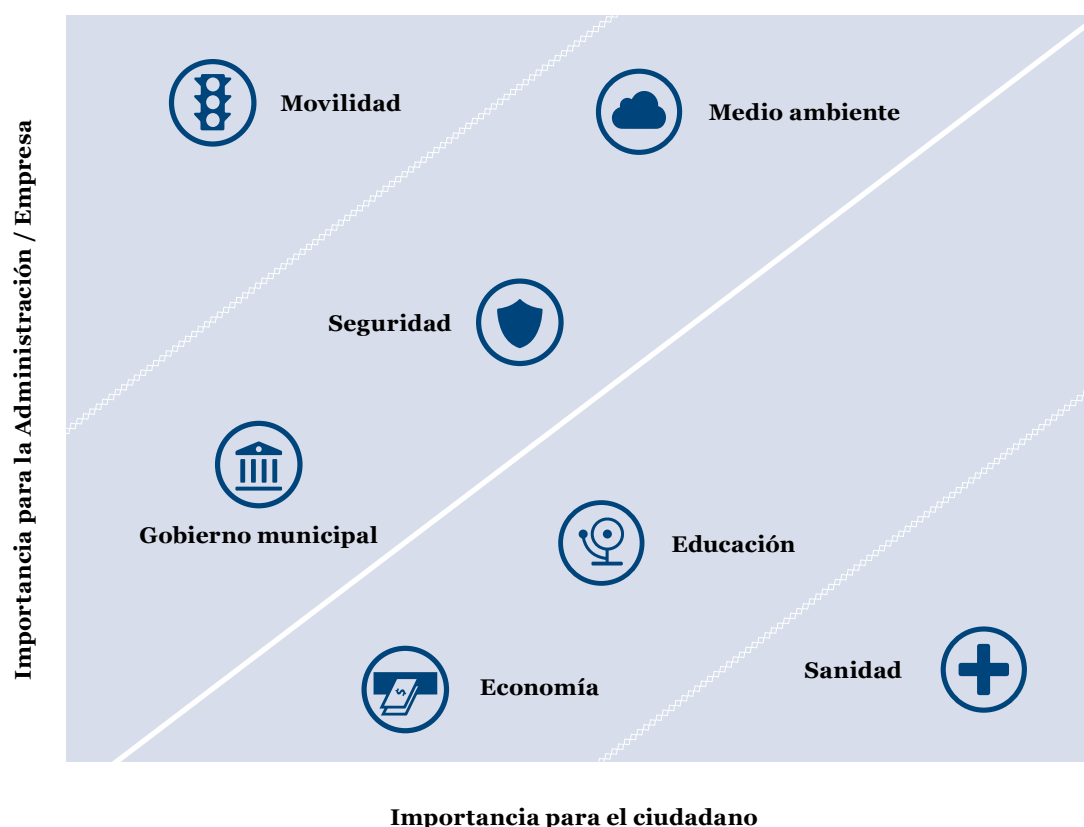 Movilidad
Medio ambiente
Importancia para la Administración / Empresa
Seguridad
Gobierno municipal
Educación
Sanidad
Economía
$
Importancia para el ciudadano